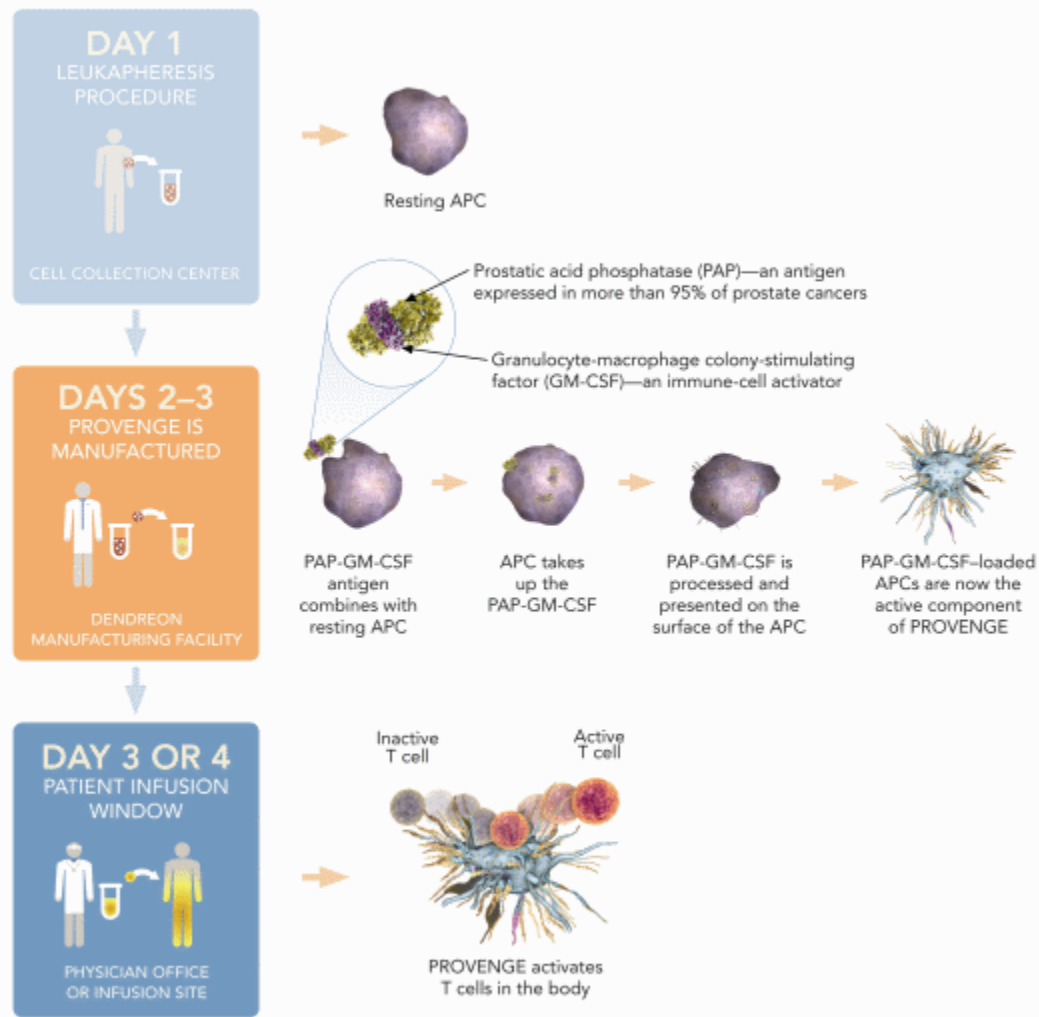 DAY 1
LEUKAPHERESIS
PROCEDURE
CELL COLLECTION CENTER
Resting APC
Prostatic acid phosphatase (PAP)—an antigen
expressed in more than 95% of prostate cancers
Granulocyte-macrophage colony-stimulating
factor (GM-CSF)—an immune-cell activator
DAYS 2–3
PROVENGE IS
MANUFACTURED
DENDREON
MANUFACTURING FACILITY
PAP-GM-CSF
antigen
combines with
resting APC
APC takes
up the
PAP-GM-CSF
PAP-GM-CSF is
processed and
presented on the
surface of the APC
PAP-GM-CSF–loaded
APCs are now the
active component
of PROVENGE
DAY 3 OR 4
PATIENT INFUSION
WINDOW
PHYSICIAN OFFICE
OR INFUSION SITE
Inactive
T cell
Active
T cell
PROVENGE activates
T cells in the body